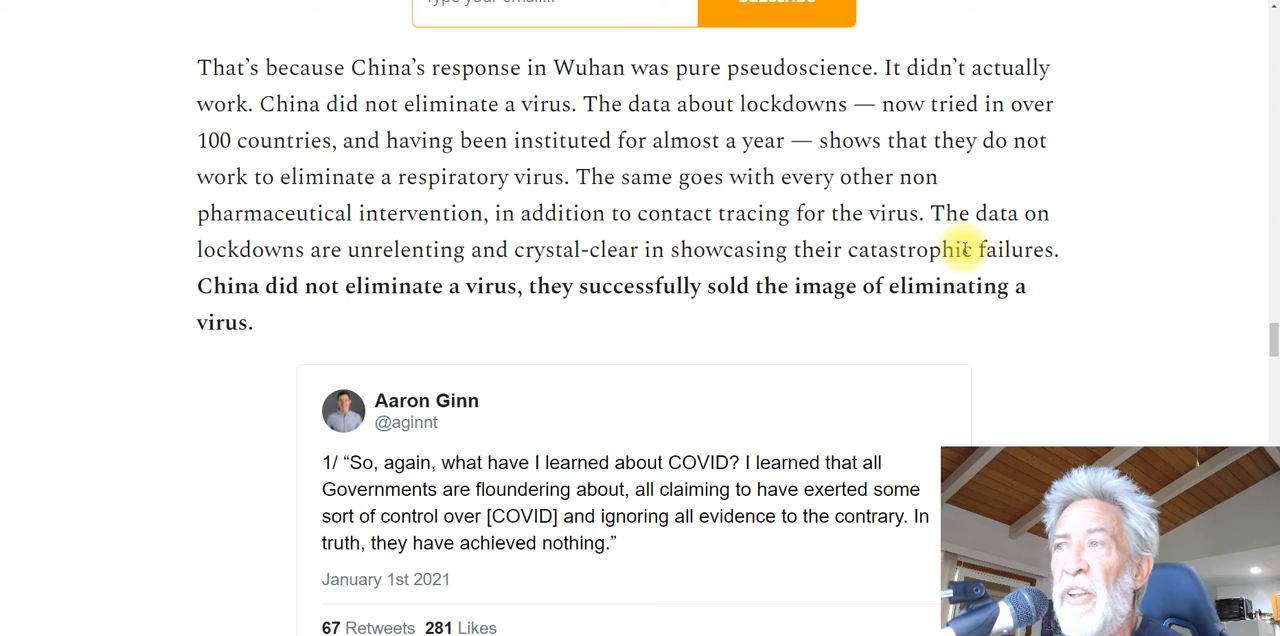 That’s because China’s response in Wuhan was pure pseudoscience. It didn’t actually
work. China did not eliminate a virus. The data about lockdowns — now tried in over
100 countries, and having been instituted for almost a year — shows that they do not
work to eliminate a respiratory virus. The same goes with every other non
pharmaceutical intervention, in addition to contact tracing for the virus. The data on
lockdowns are unrelenting and crystal-clear in showcasing their catastrophic failures.
China did not eliminate a virus, they successfully sold the image of eliminating a
virus.
Aaron Ginn
@aginnt
1/ “So, again, what have I learned about COVID? I learned that all
Governments are floundering about, all claiming to have exerted some
sort of control over [COVID] and ignoring all evidence to the contrary. In
truth, they have achieved nothing.”
January 1st 2021
67 Retweets 281 Likes